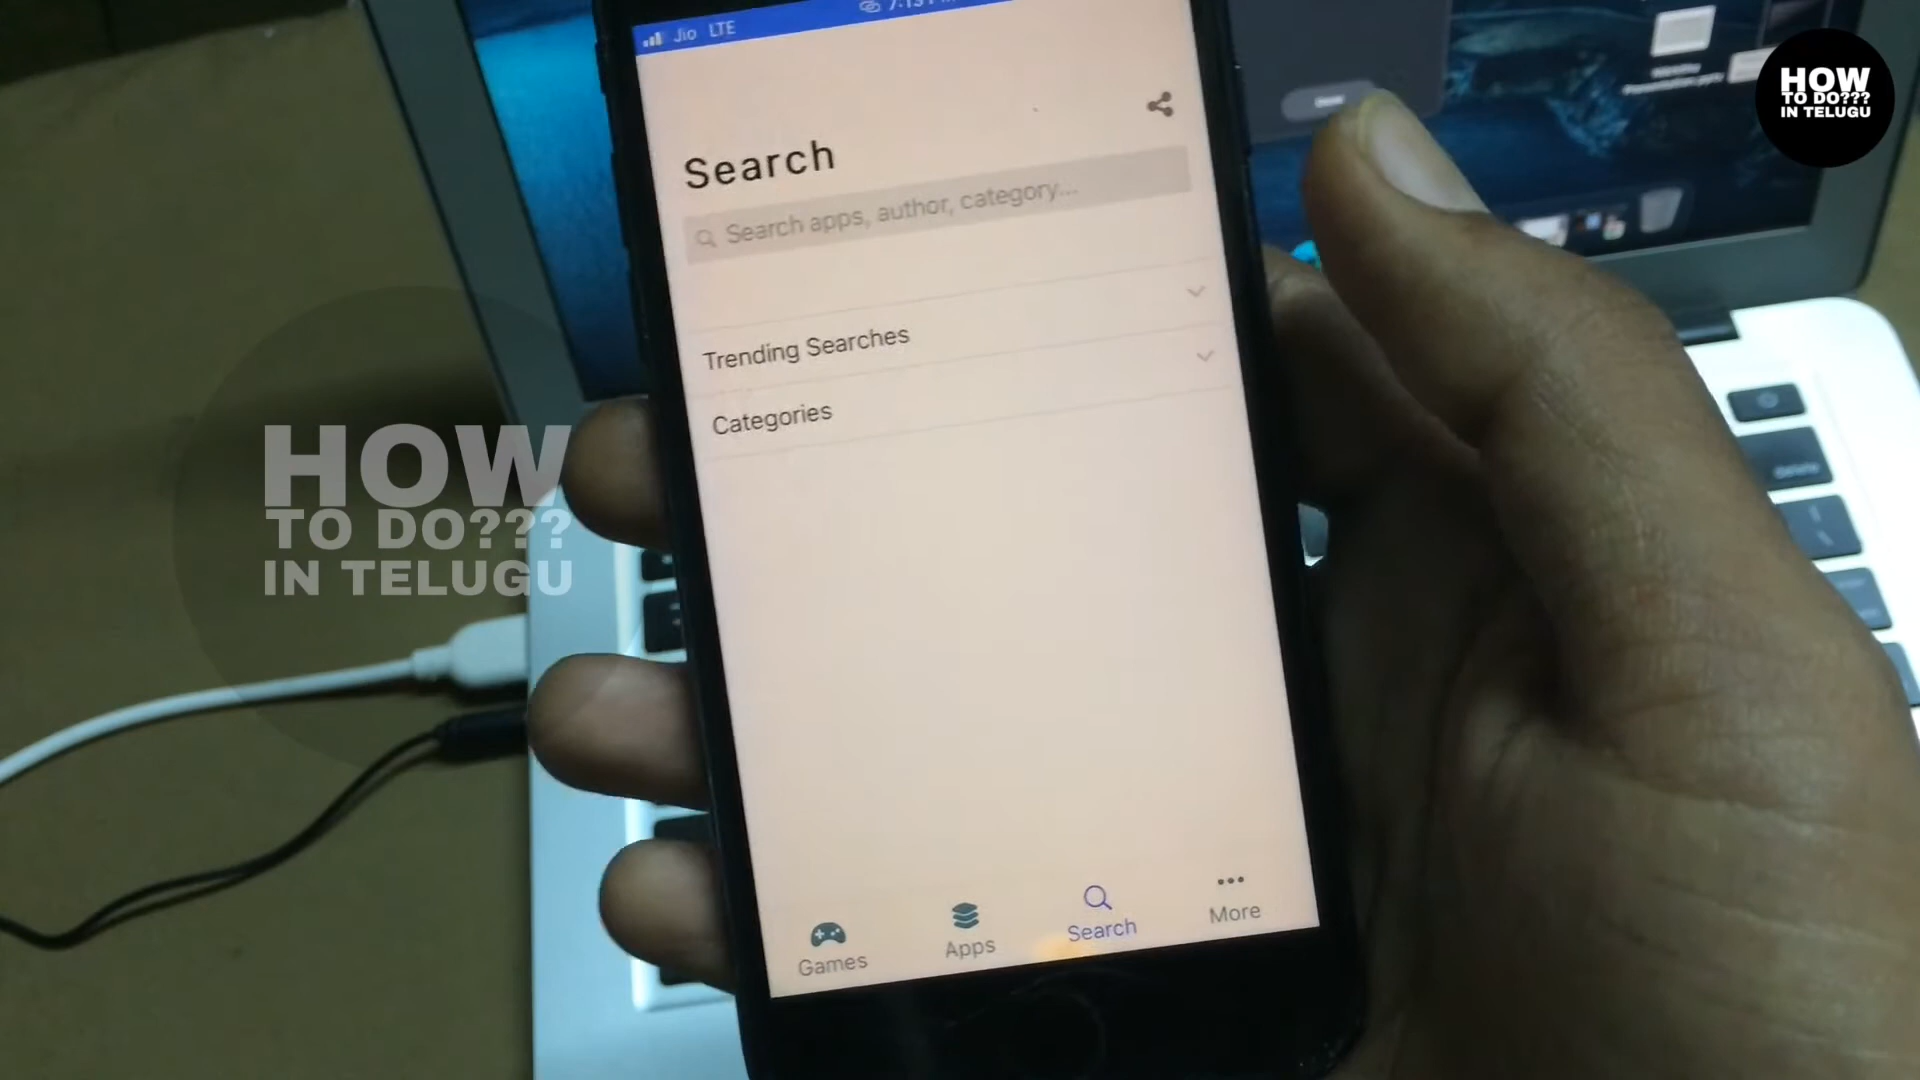 Jio LTE
Search
Search apps, author, category...
Trending Searches
Categories
Games
Apps
Search
More
HOW
TO DO???
IN TELUGU
HOW
TO DO???
IN TELUGU
delete